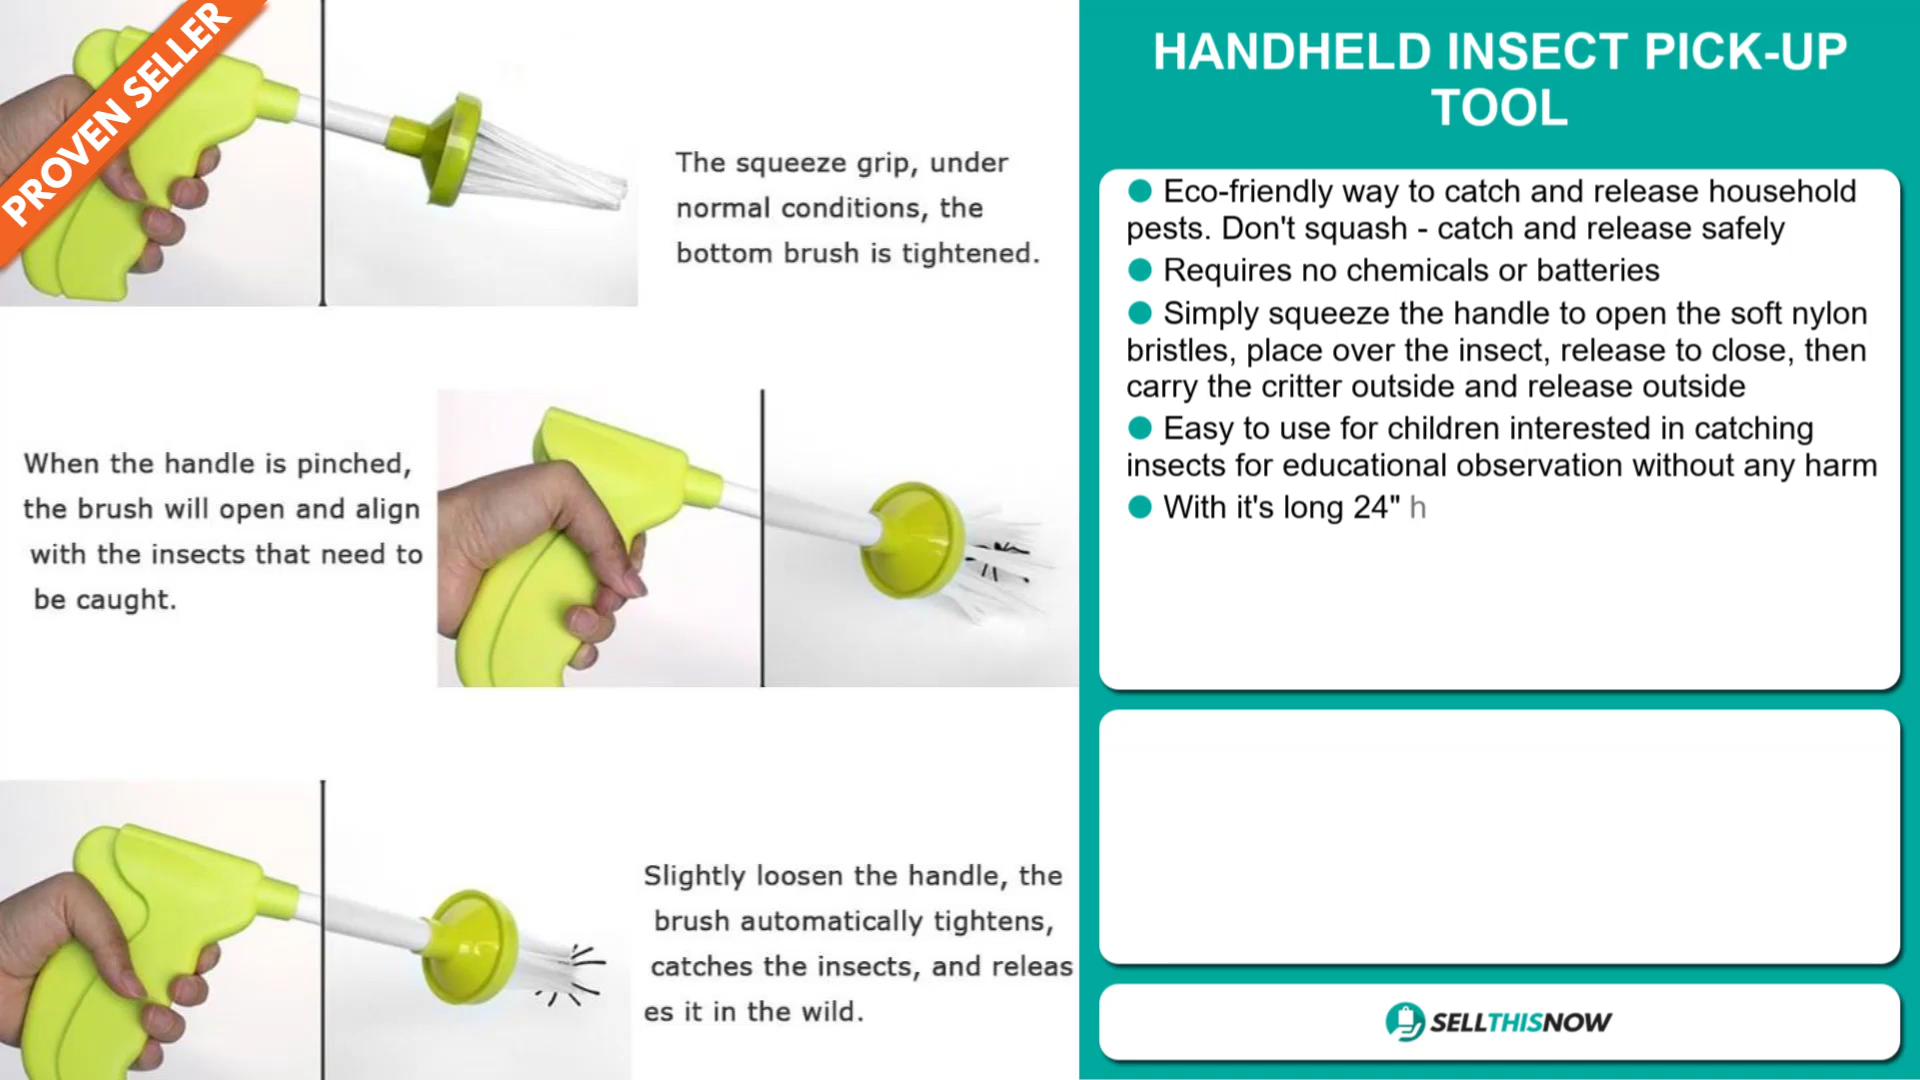 PROVEN SELLER
The squeeze grip, under
normal conditions, the
bottom brush is tightened.
When the handle is pinched,
the brush will open and align
with the insects that need to
be caught.
Slightly loosen the handle, the
brush automatically tightens,
catches the insects, and releas
es it in the wild.
HANDHELD INSECT PICK-UP
TOOL
● Eco-friendly way to catch and release household
pests. Don't squash - catch and release safely
● Requires no chemicals or batteries
● Simply squeeze the handle to open the soft nylon
bristles, place over the insect, release to close, then
carry the critter outside and release outside
● Easy to use for children interested in catching
insects for educational observation without any harm
● With it's long 24" h
SELLTHISNOW